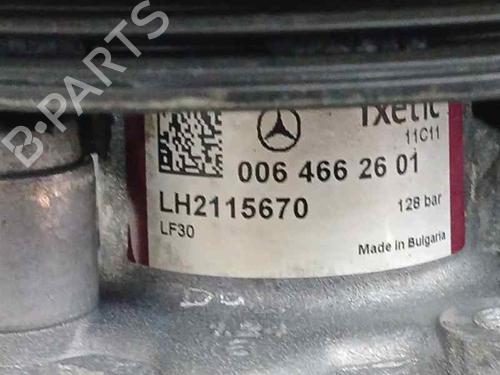 B-PARTS
ixetic
11C11
006 466 26 01
LH2115670
128 bar
LF30
Made in Bulgaria